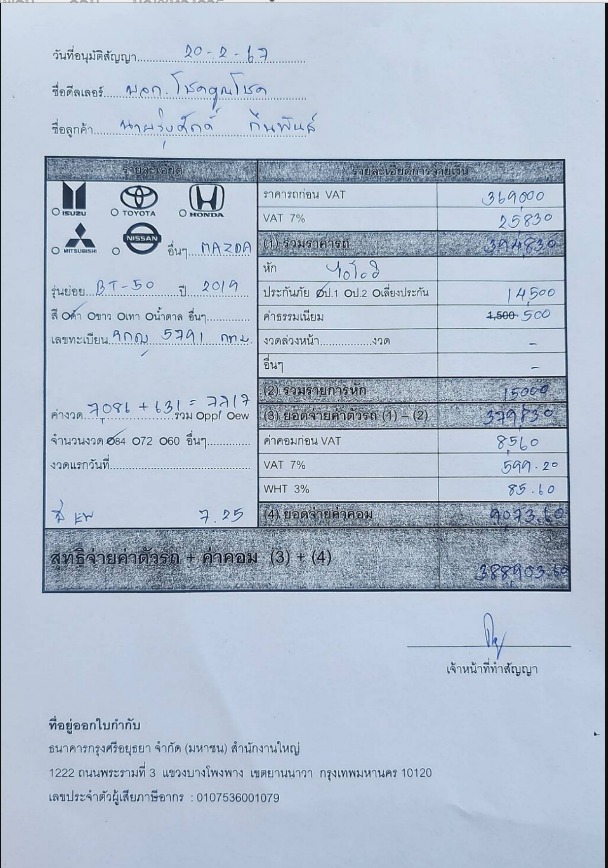 วันที่อนุมัติสัญญา 20-2-67
ชื่อดีลเลอร์ หจก. โชคคูณโชค
ชื่อลูกค้า นายรุ่งศักดิ์
รายละเอียด
รายละเอียดการจ่ายเงิน
ISUZU TOYOTA HONDA
MITSUBISHI NISSAN อื่นๆ MAZDA
รุ่นย่อย BT-50 ปี 2019
สี Oดำ Oขาว Oเทา Oน้ำตาล อื่นๆ
เลขทะเบียน 5791 กทม.
ค่างวด 7,086 + 631 = 7717 รวม Oppf Oew
จำนวนงวด O84 O72 O60 อื่นๆ
งวดแรกวันที่
7.25
ราคารถก่อน VAT 369000
VAT 7% 25830
(1) รวมราคารถ 394830
หัก
ประกันภัย Oป.1 Oป.2 Oเลี่ยงประกัน 14,500
ค่าธรรมเนียม 1,500 500
งวดล่วงหน้า งวด -
อื่นๆ -
(2) รวมรายการหัก 15000
(3) ยอดจ่ายค่าตัวรถ (1) – (2) 379,830
ค่าคอมก่อน VAT 8560
VAT 7% 599.20
WHT 3% 85.60
(4) ยอดจ่ายค่าคอม 9073.60
สุทธิจ่ายค่าตัวรถ + ค่าคอม (3) + (4) 388,903.60
เจ้าหน้าที่ทำสัญญา
ที่อยู่ออกใบกำกับ
ธนาคารกรุงศรีอยุธยา จำกัด (มหาชน) สำนักงานใหญ่
1222 ถนนพระรามที่ 3 แขวงบางโพงพาง เขตยานนาวา กรุงเทพมหานคร 10120
เลขประจำตัวผู้เสียภาษีอากร : 0107536001079